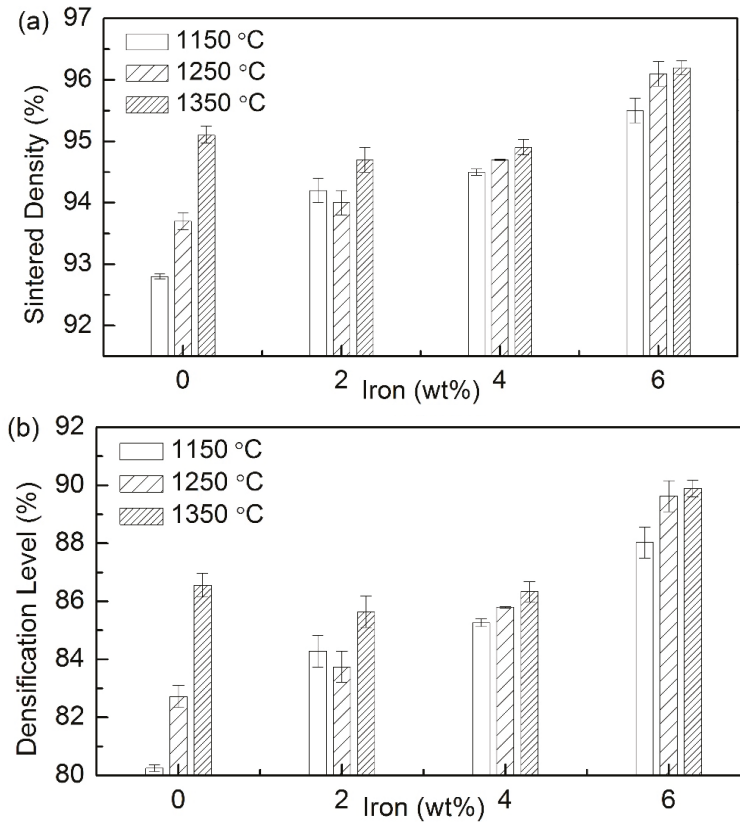 (a)
97
96
95
94
93
92
Sintered Density (%)
1150 °C
1250 °C
1350 °C
0 2 4 6
Iron (wt%)
(b)
92
90
88
86
84
82
80
Densification Level (%)
1150 °C
1250 °C
1350 °C
0 2 4 6
Iron (wt%)